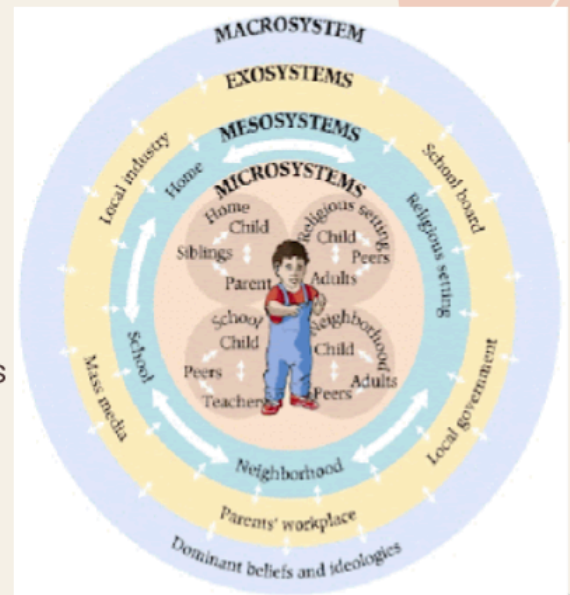 MACROSYSTEM
EXOSYSTEMS
MESOSYSTEMS
MICROSYSTEMS
Local industry
School board
Home
Religious setting
Home
Child
Siblings
Parent
Religious setting
Child
Peers
Adults
School
Child
Peers
Teacher
Neighborhood
Child
Adults
Peers
School
Neighborhood
Mass media
Local government
Parents' workplace
Dominant beliefs and ideologies
s